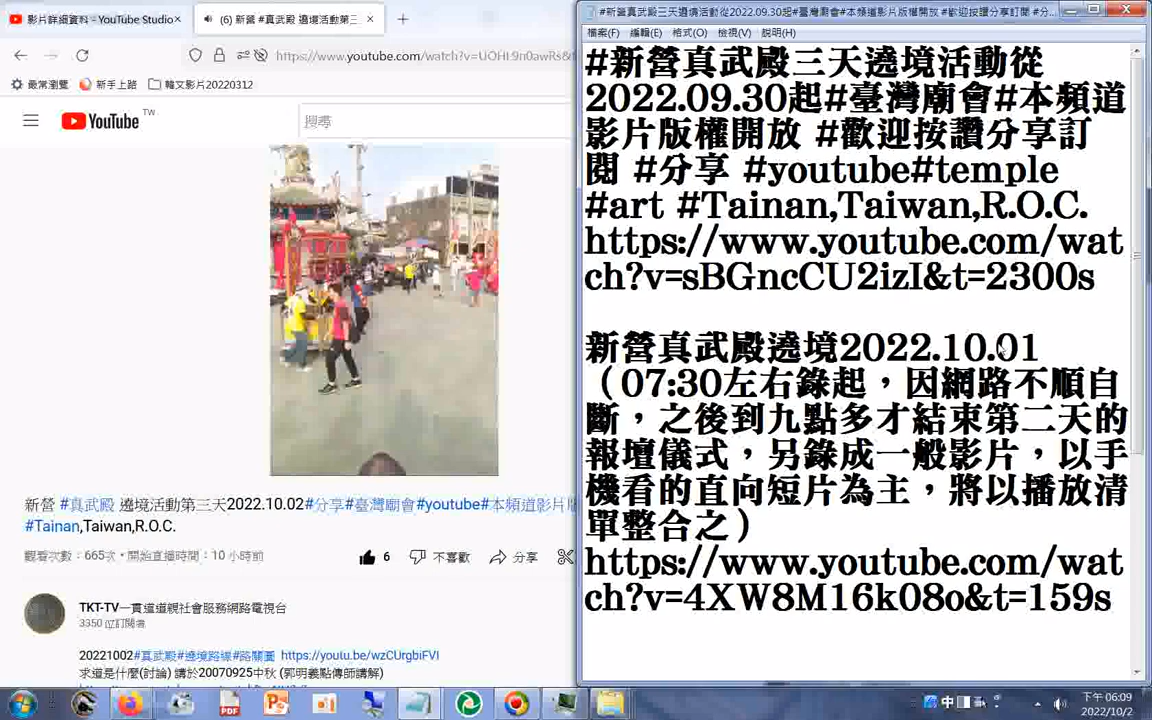 影片詳細資料 - YouTube Studio
(6) 新營 #真武殿 遶境活動第三
https://www.youtube.com/watch?v=UOHL9n0awRs&
最常瀏覽
新手上路
韓文影片20220312
YouTube TW
搜尋
新營 #真武殿 遶境活動第三天2022.10.02#分享#臺灣廟會#youtube#本頻道影片版
#Tainan,Taiwan,R.O.C.
觀看次數：665次・開始直播時間：10 小時前
6
不喜歡
分享
TKT-TV一貫道道親社會服務網路電視台
3350 位訂閱者
20221002#真武殿#遶境路線#路關圖 https://youtu.be/wzCUrgbiFVI
求道是什麼(討論) 講於20070925中秋 (郭明義點傳師講解)
#新營真武殿三天遶境活動從2022.09.30起#臺灣廟會#本頻道影片版權開放 #歡迎按讚分享訂閱 #分...
檔案(F) 編輯(E) 格式(O) 檢視(V) 說明(H)
#新營真武殿三天遶境活動從
2022.09.30起#臺灣廟會#本頻道
影片版權開放 #歡迎按讚分享訂
閱 #分享 #youtube#temple
#art #Tainan,Taiwan,R.O.C.
https://www.youtube.com/wat
ch?v=sBGncCU2izI&t=2300s
新營真武殿遶境2022.10.01
（07:30左右錄起，因網路不順自
斷，之後到九點多才結束第二天的
報壇儀式，另錄成一般影片，以手
機看的直向短片為主，將以播放清
單整合之）
https://www.youtube.com/wat
ch?v=4XW8M16k08o&t=159s
中
下午 06:09
2022/10/2